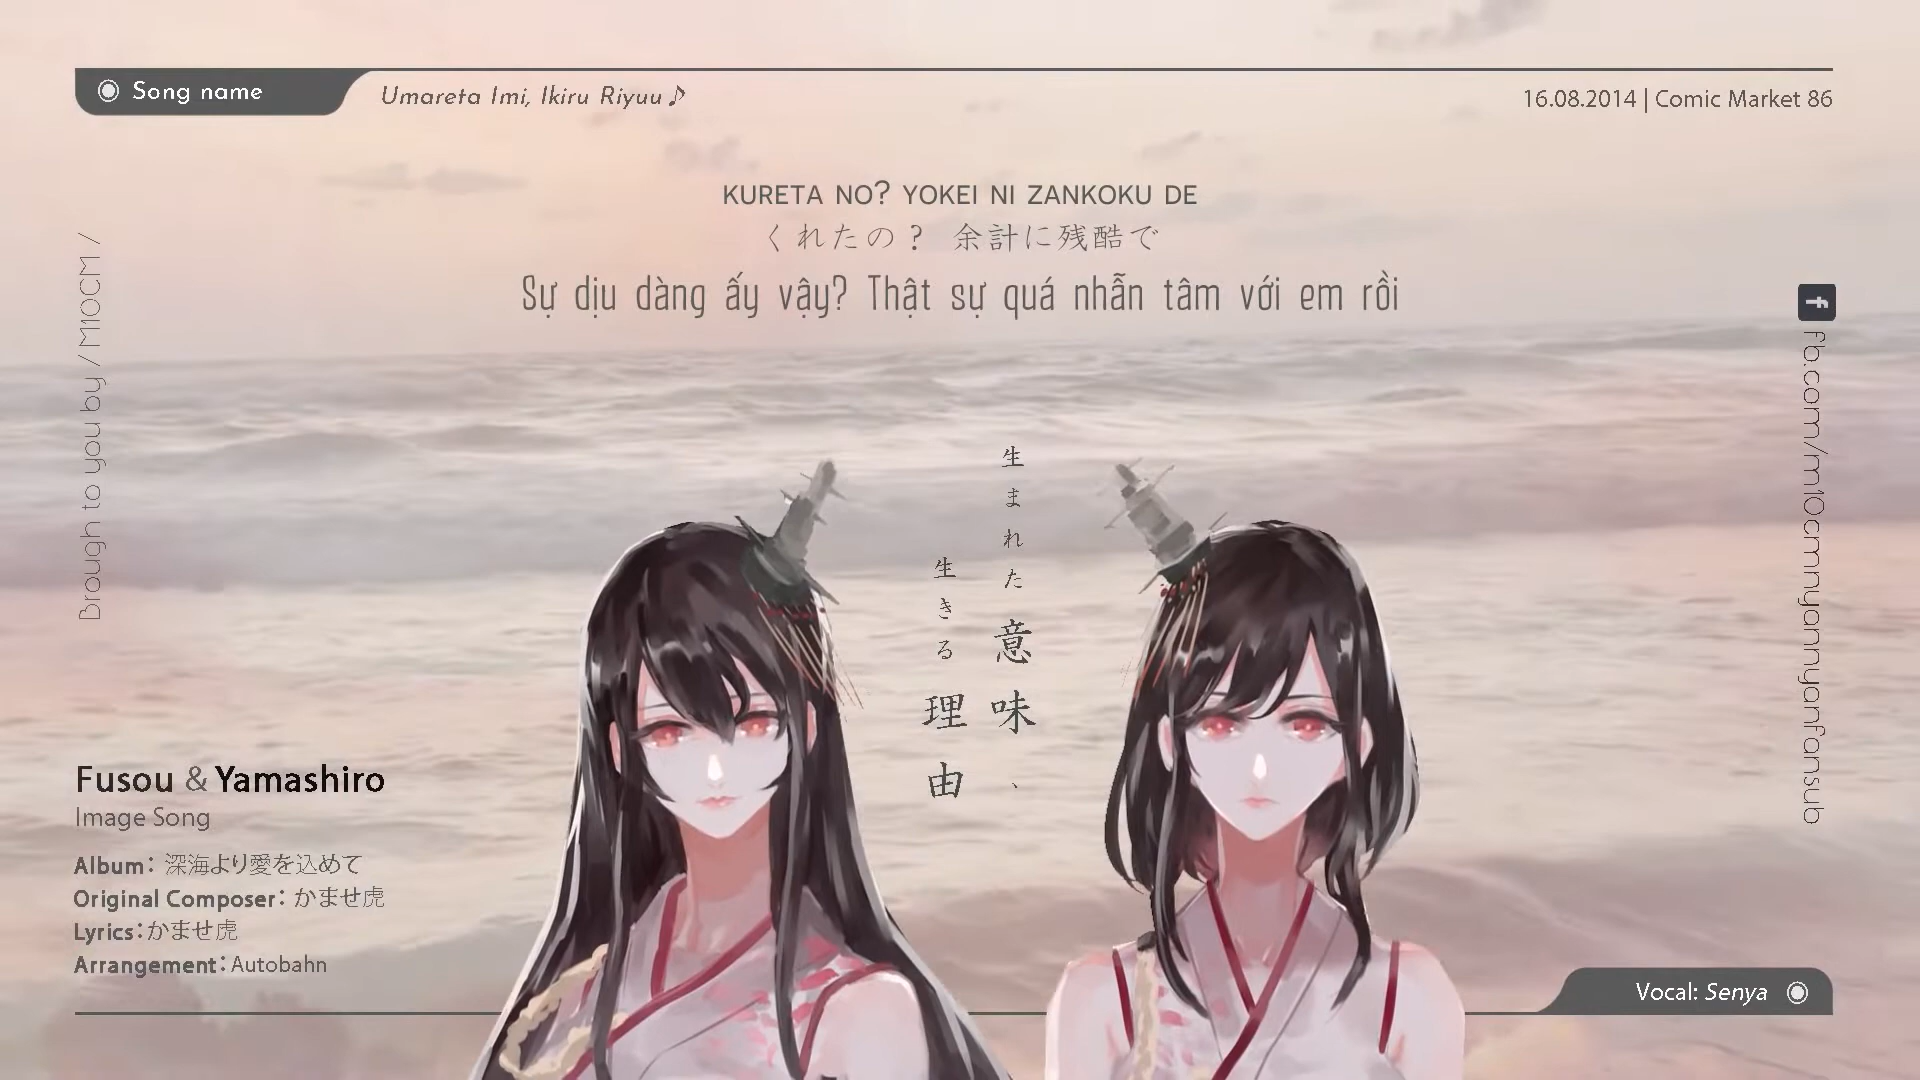 Song name
Umareta Imi, Ikiru Riyuu♪
16.08.2014 | Comic Market 86
KURETA NO? YOKEI NI ZANKOKU DE
くれたの? 余計に残酷で
Sự dịu dàng ấy vậy? Thật sự quá nhẫn tâm với em rồi
Brough to you by / M10CM /
fb.com/m10cmnyannyanfansub
生まれた意味、
生きる理由
Fusou & Yamashiro
Image Song
Album: 深海より愛を込めて
Original Composer: かませ虎
Lyrics:かませ虎
Arrangement:Autobahn
Vocal: Senya